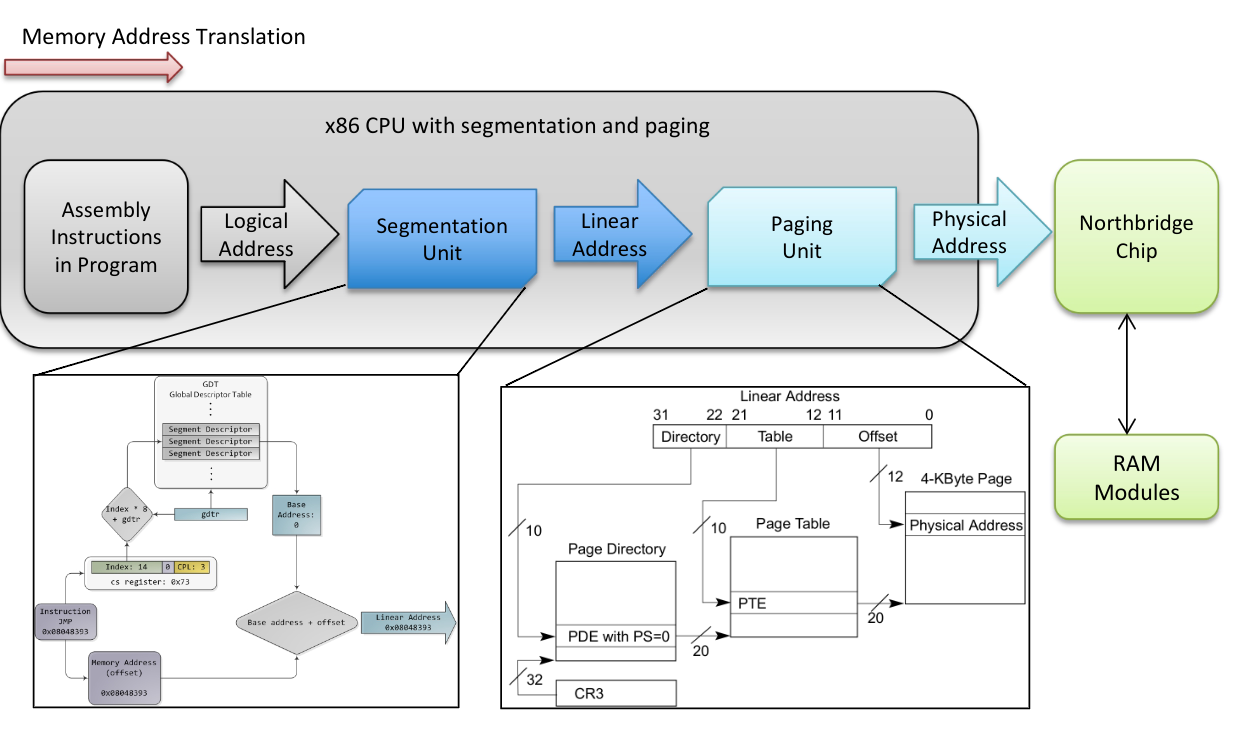 Memory Address Translation
x86 CPU with segmentation and paging
Assembly
Instructions
in Program
Logical
Address
Segmentation
Unit
Linear
Address
Paging
Unit
Physical
Address
Northbridge
Chip
RAM
Modules
GDT
Global Descriptor Table
Segment Descriptor
Segment Descriptor
Segment Descriptor
Index * 8
+ gdtr
gdtr
Base
Address:
0
Index: 14 0 CPL: 3
cs register: 0x73
Instruction
JMP
0x08048393
Memory Address
(offset)
0x08048393
Base address + offset
Linear Address
0x08048393
Linear Address
31 22 21 12 11 0
Directory Table Offset
12
4-KByte Page
Physical Address
10
10
Page Table
PTE
20
Page Directory
PDE with PS=0
20
32
CR3